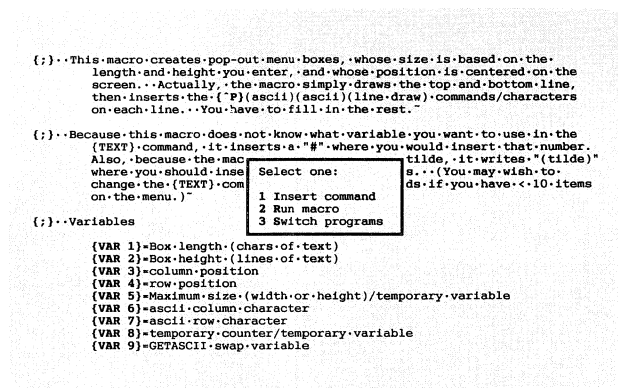 {;}··This·macro·creates·pop-out·menu·boxes,·whose·size·is·based·on·the·
length·and·height·you·enter,·and·whose·position·is·centered·on·the
screen.··Actually,·the·macro·simply·draws·the·top·and·bottom·line,
then·inserts·the·{^P}(ascii)(ascii)(line·draw)·commands/characters
on·each·line.··You·have·to·fill·in·the·rest.~
{;}··Because·this·macro·does·not·know·what·variable·you·want·to·use·in·the
{TEXT}·command,·it·inserts·a·"#"·where·you·would·insert·that·number.
Also,·because·the·mac tilde,·it·writes·"(tilde)"
where·you·should·inse s.··(You·may·wish·to·
change·the·{TEXT}·com ds·if·you·have·<·10·items
on·the·menu.)~
Select one:
1 Insert command
2 Run macro
3 Switch programs
{;}··Variables
{VAR 1}=Box·length·(chars·of·text)
{VAR 2}=Box·height·(lines·of·text)
{VAR 3}=column·position
{VAR 4}=row·position
{VAR 5}=Maximum·size·(width·or·height)/temporary·variable
{VAR 6}=ascii·column·character
{VAR 7}=ascii·row·character
{VAR 8}=temporary·counter/temporary·variable
{VAR 9}=GETASCII·swap·variable